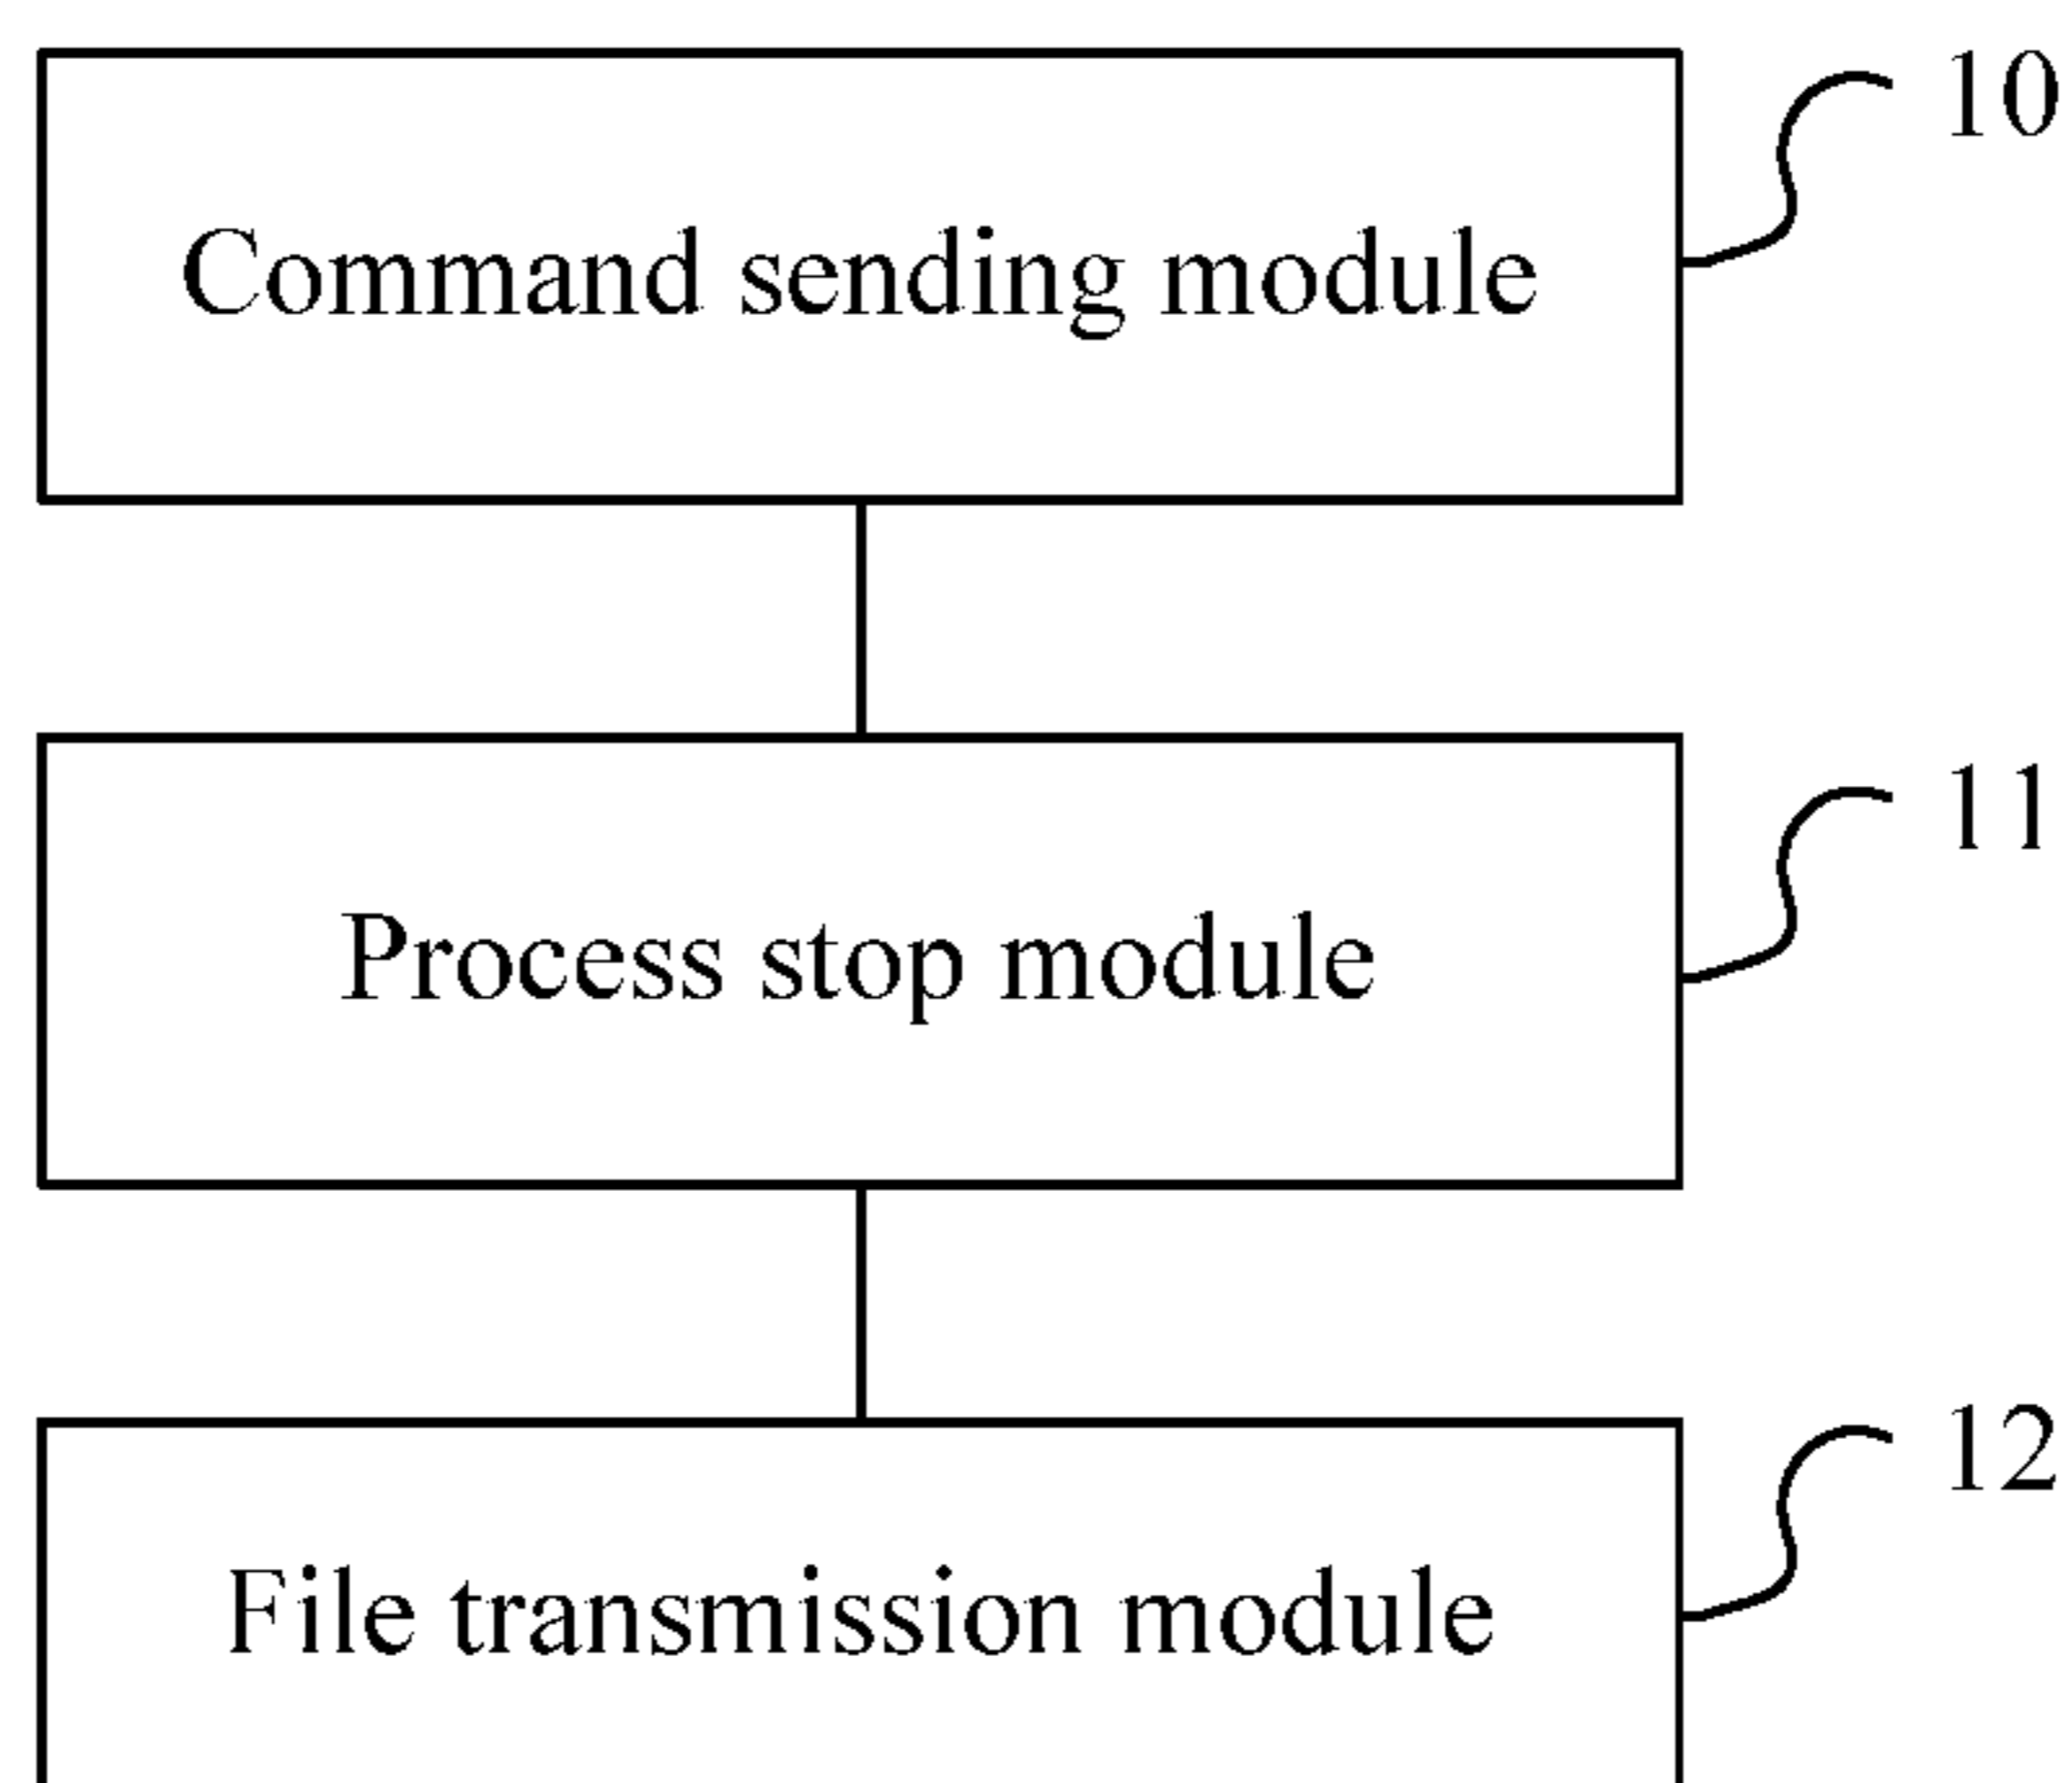 10
Command sending module
11
Process stop module
12
File transmission module